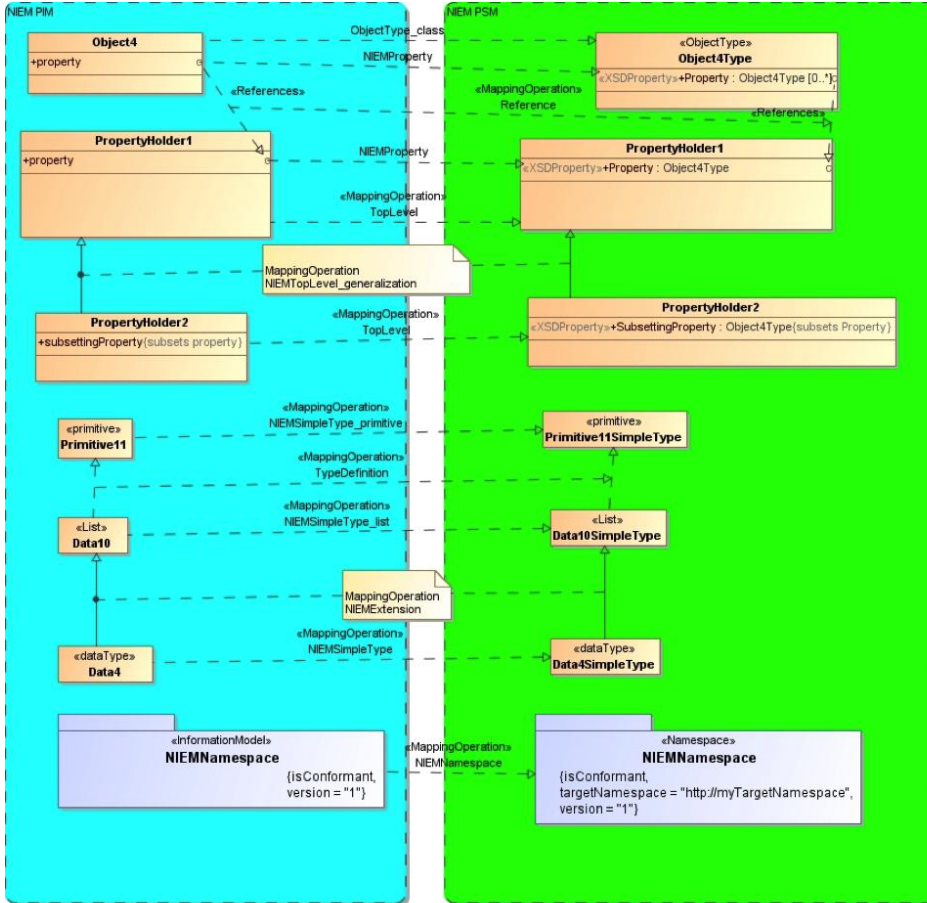 NIEM PIM
NIEM PSM
Object4
+property
ObjectType_class
NIEMProperty
«ObjectType»
Object4Type
«XSDProperty»+Property : Object4Type [0..*]
«References»
«MappingOperation»
Reference
«References»
PropertyHolder1
+property
NIEMProperty
PropertyHolder1
«XSDProperty»+Property : Object4Type
«MappingOperation»
TopLevel
MappingOperation
NIEMTopLevel_generalization
PropertyHolder2
+subsettingProperty{subsets property}
«MappingOperation»
TopLevel
PropertyHolder2
«XSDProperty»+SubsettingProperty : Object4Type{subsets Property}
«primitive»
Primitive11
«MappingOperation»
NIEMSimpleType_primitive
«primitive»
Primitive11SimpleType
«MappingOperation»
TypeDefinition
«List»
Data10
«MappingOperation»
NIEMSimpleType_list
«List»
Data10SimpleType
MappingOperation
NIEMExtension
«dataType»
Data4
«MappingOperation»
NIEMSimpleType
«dataType»
Data4SimpleType
«InformationModel»
NIEMNamespace
{isConformant,
version = "1"}
«MappingOperation»
NIEMNamespace
«Namespace»
NIEMNamespace
{isConformant,
targetNamespace = "http://myTargetNamespace",
version = "1"}